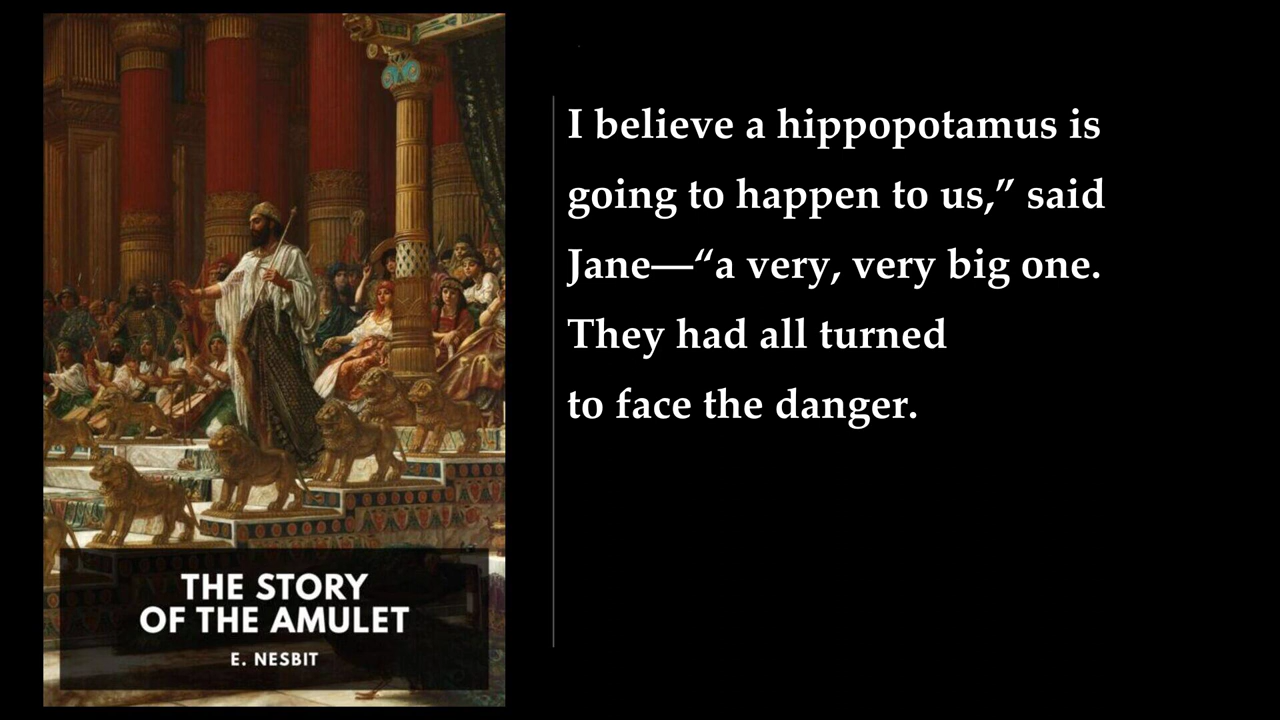 THE STORY
OF THE AMULET
E. NESBIT
I believe a hippopotamus is
going to happen to us,” said
Jane—“a very, very big one.
They had all turned
to face the danger.